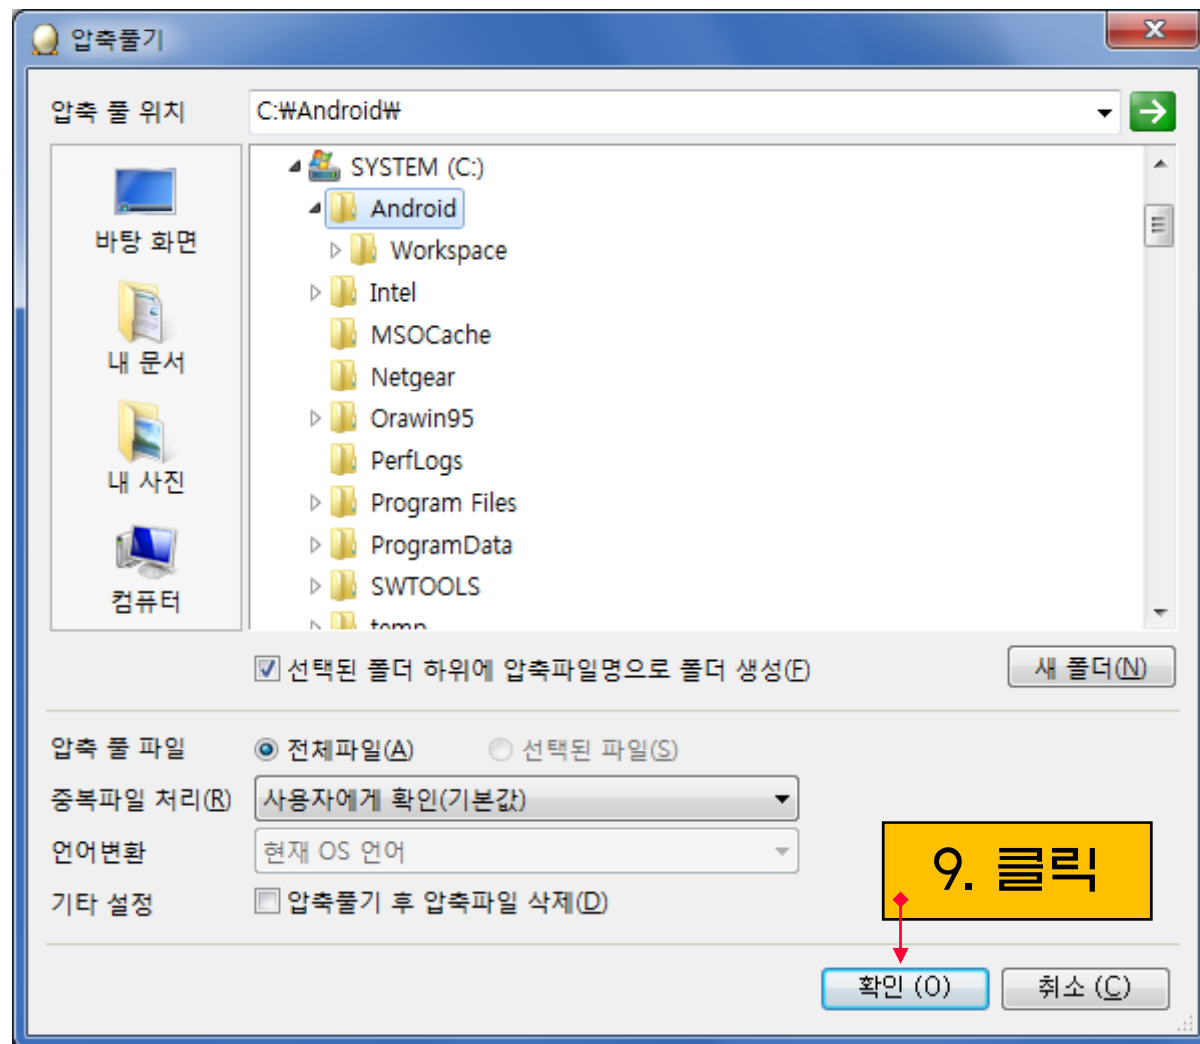 압축풀기
압축 풀 위치
C:₩Android₩
바탕 화면
내 문서
내 사진
컴퓨터
SYSTEM (C:)
Android
Workspace
Intel
MSOCache
Netgear
Orawin95
PerfLogs
Program Files
ProgramData
SWTOOLS
temp
선택된 폴더 하위에 압축파일명으로 폴더 생성(F)
새 폴더(N)
압축 풀 파일 전체파일(A) 선택된 파일(S)
중복파일 처리(R) 사용자에게 확인(기본값)
언어변환 현재 OS 언어
기타 설정 압축풀기 후 압축파일 삭제(D)
9. 클릭
확인 (O) 취소 (C)